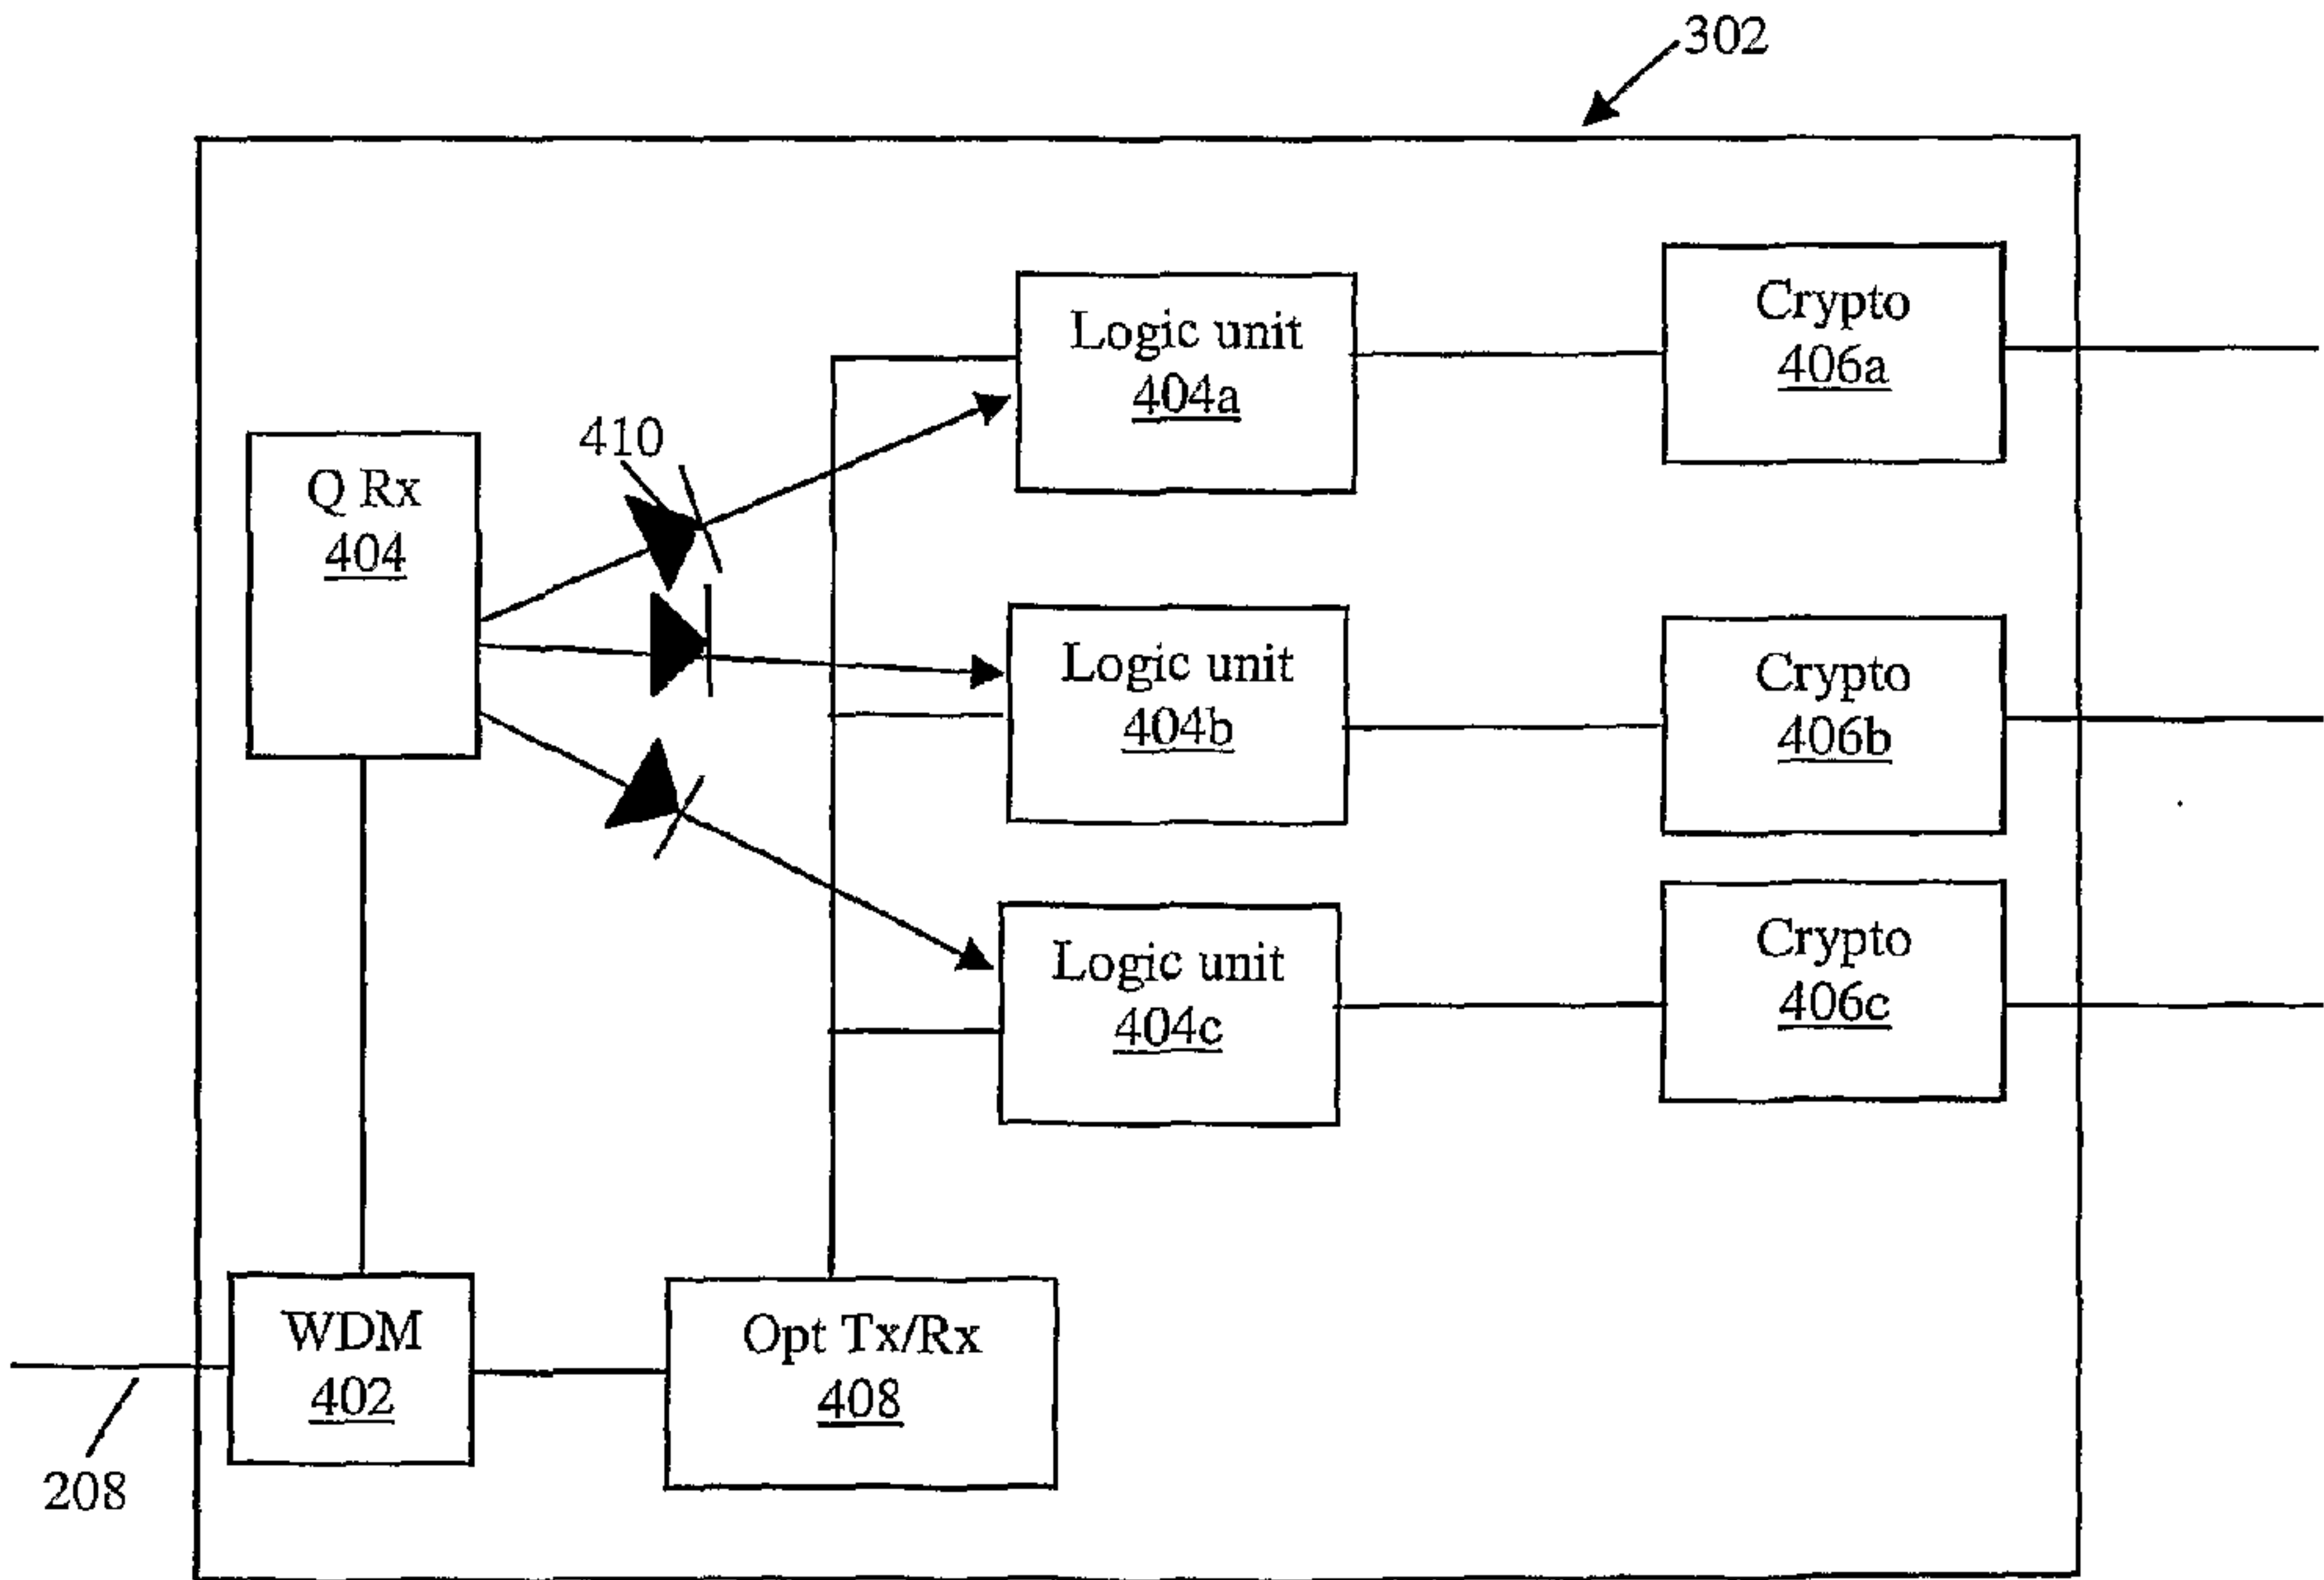 302
Logic unit
404a
Crypto
406a
410
Q Rx
404
Logic unit
404b
Crypto
406b
Logic unit
404c
Crypto
406c
WDM
402
Opt Tx/Rx
408
208